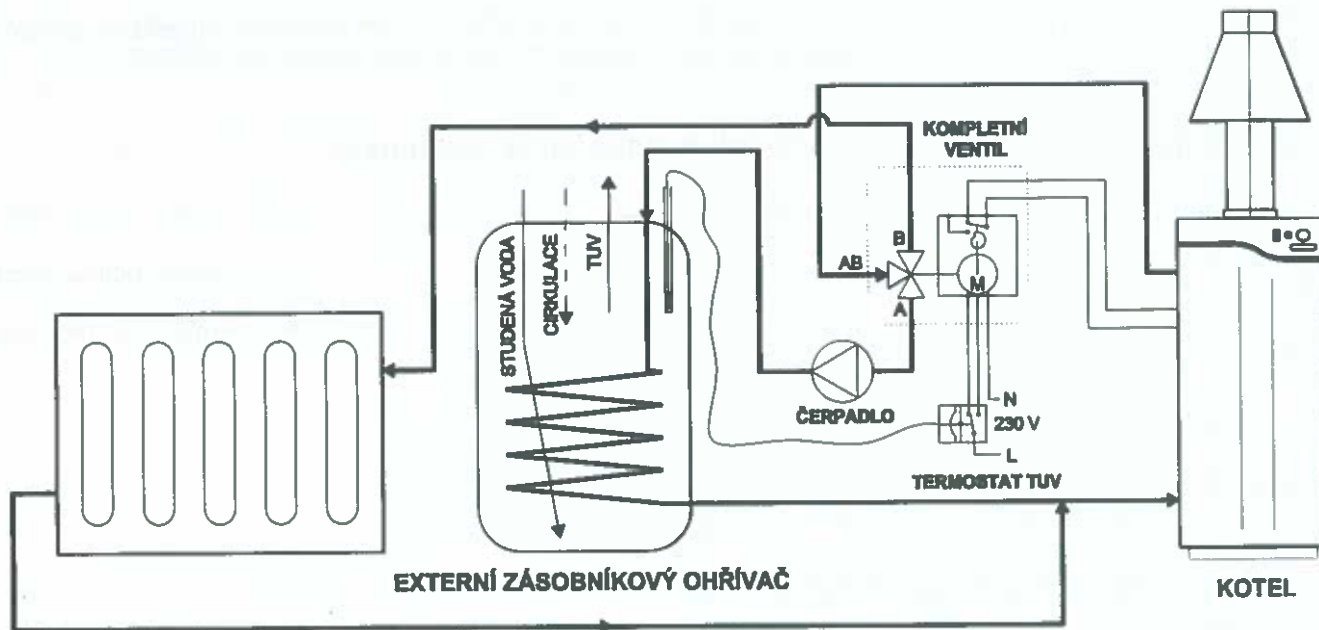 KOMPLETNÍ
VENTIL
B
AB
M
A
STUDENÁ VODA
CIRKULACE
TUV
ČERPADLO
N
230 V
L
TERMOSTAT TUV
EXTERNÍ ZÁSOBNÍKOVÝ OHŘÍVAČ
KOTEL